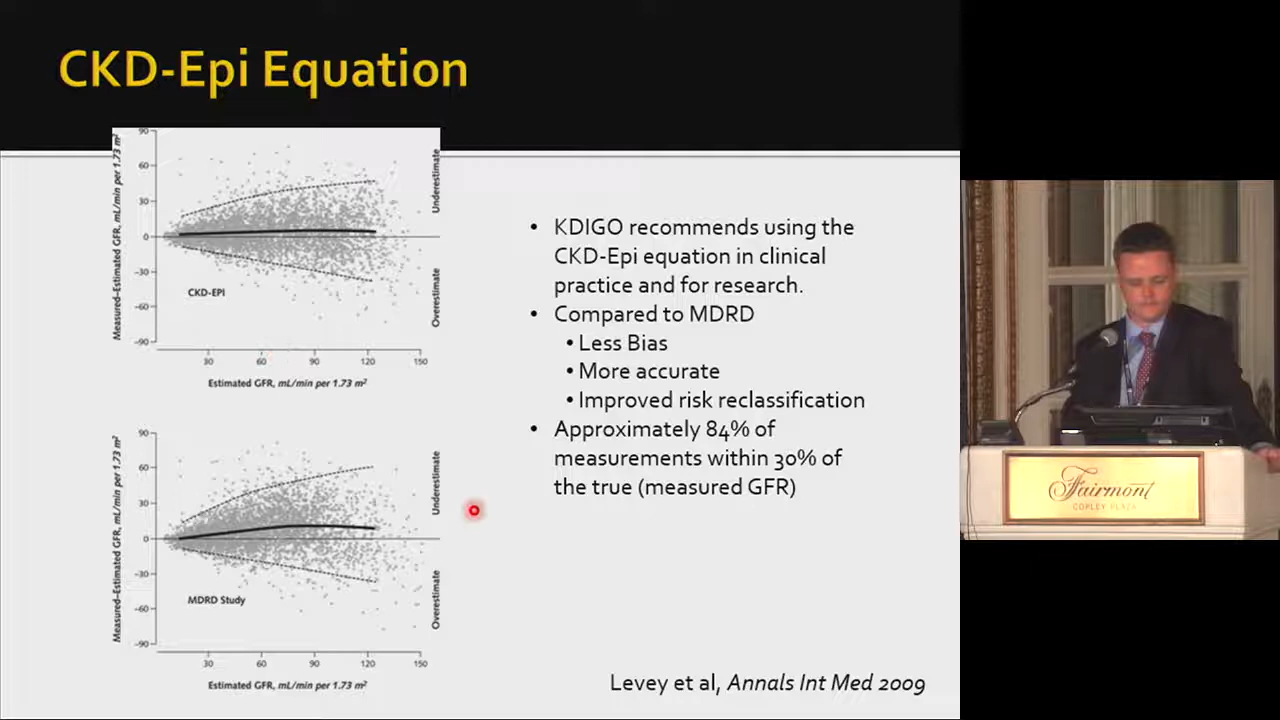 CKD-Epi Equation
90
60
30
0
-30
-60
-90
Measured–Estimated GFR, mL/min per 1.73 m²
Underestimate
Overestimate
CKD-EPI
30 60 90 120 150
Estimated GFR, mL/min per 1.73 m²
90
60
30
0
-30
-60
-90
Measured–Estimated GFR, mL/min per 1.73 m²
Underestimate
Overestimate
MDRD Study
30 60 90 120 150
Estimated GFR, mL/min per 1.73 m²
• KDIGO recommends using the
CKD-Epi equation in clinical
practice and for research.
• Compared to MDRD
• Less Bias
• More accurate
• Improved risk reclassification
• Approximately 84% of
measurements within 30% of
the true (measured GFR)
Levey et al, Annals Int Med 2009
Fairmont
COPLEY PLAZA